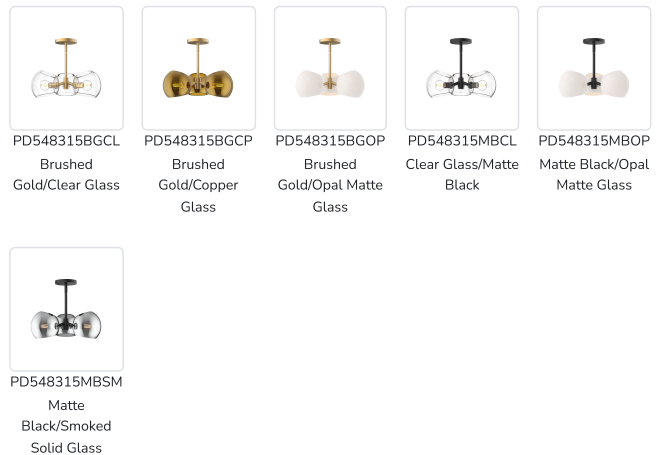 PD548315BGCL
Brushed
Gold/Clear Glass
PD548315BGCP
Brushed
Gold/Copper
Glass
PD548315BGOP
Brushed
Gold/Opal Matte
Glass
PD548315MBCL
Clear Glass/Matte
Black
PD548315MBOP
Matte Black/Opal
Matte Glass
PD548315MBSM
Matte
Black/Smoked
Solid Glass